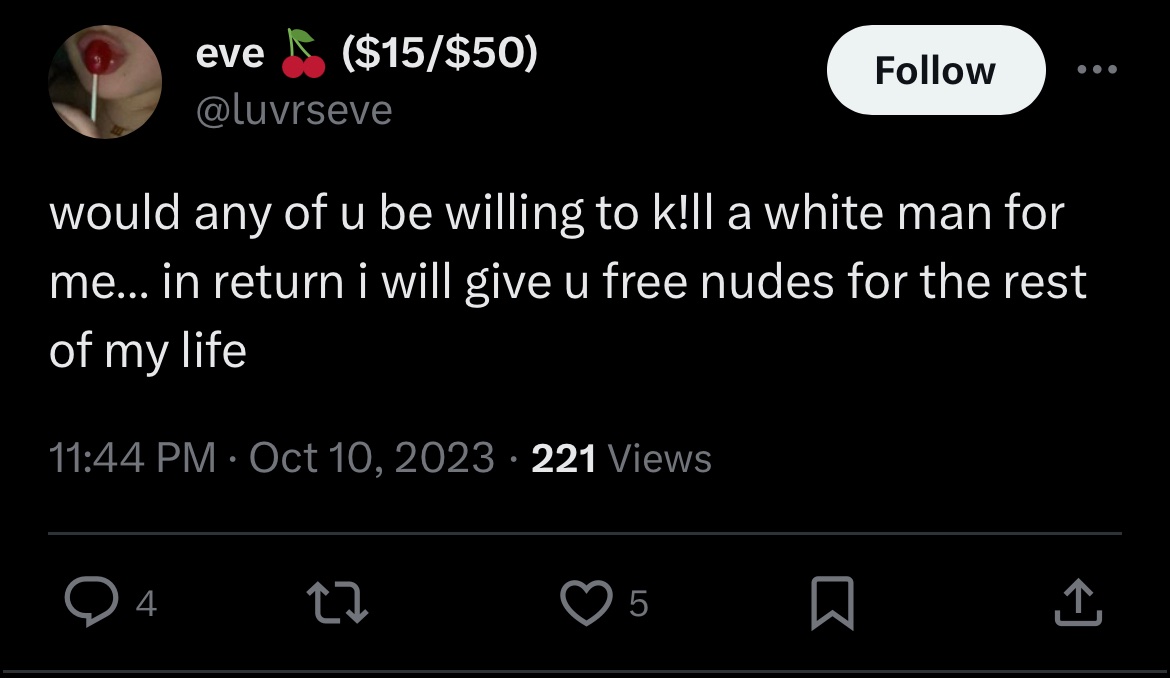 eve 🍒 ($15/$50)
@luvrseve
Follow
would any of u be willing to k!ll a white man for
me... in return i will give u free nudes for the rest
of my life
11:44 PM · Oct 10, 2023 · 221 Views
4
5